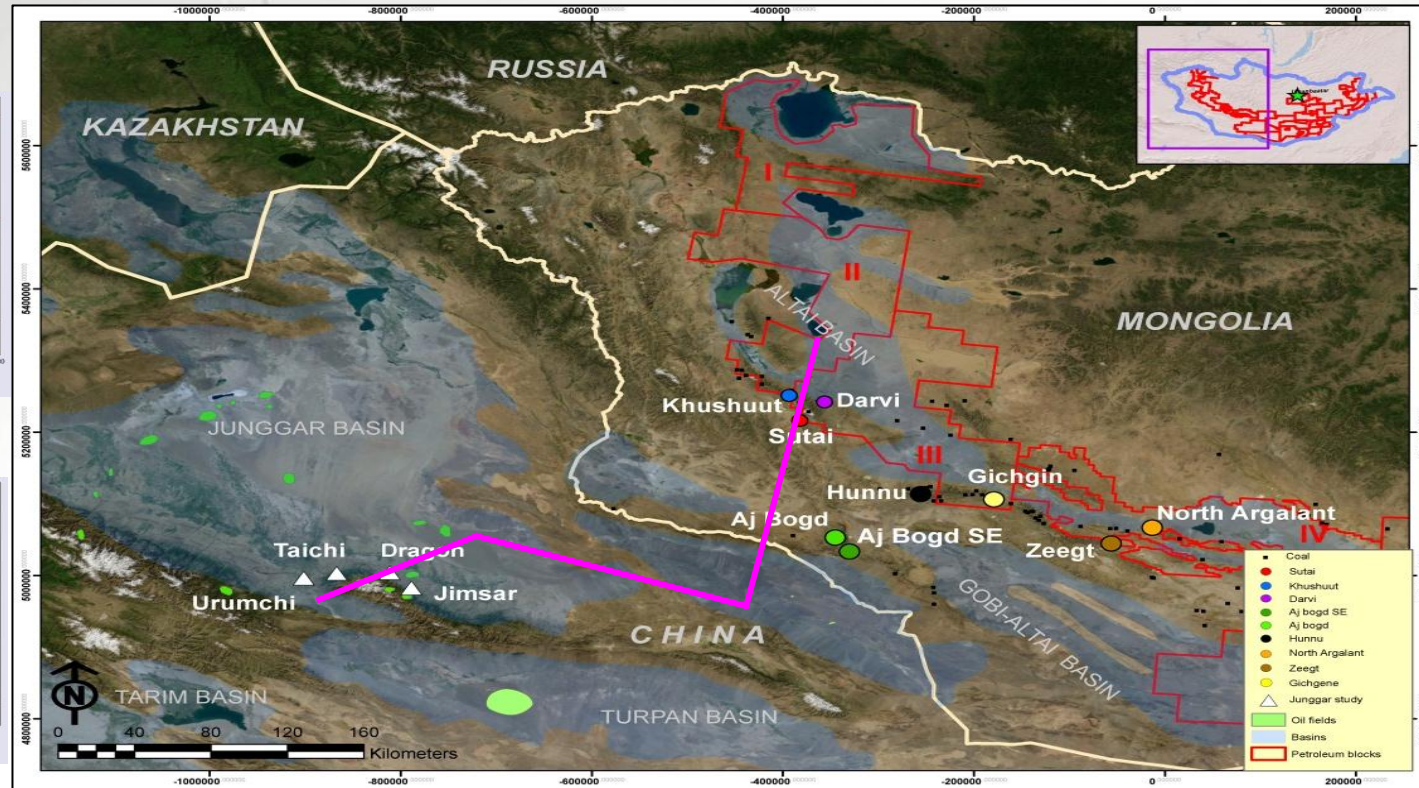 -1000000 -800000 -600000 -400000 -200000 0 200000
RUSSIA
KAZAKHSTAN
5600000
I
II
5400000
ALTAI BASIN
MONGOLIA
Khushuut
Darvi
JUNGGAR BASIN
Sutai
5200000
III
Gichgin
Hunnu
North Argalant
Aj Bogd
Aj Bogd SE
Zeegt
IV
Taichi
Dragon
Urumchi
Jimsar
5000000
CHINA
GOBI-ALTAI BASIN
N
TARIM BASIN
TURPAN BASIN
4800000
0 40 80 120 160
Kilometers
Coal
Sutai
Khushuut
Darvi
Aj bogd SE
Aj bogd
Hunnu
North Argalant
Zeegt
Gichgene
Junggar study
Oil fields
Basins
Petroleum blocks
-1000000 -800000 -600000 -400000 -200000 0 200000